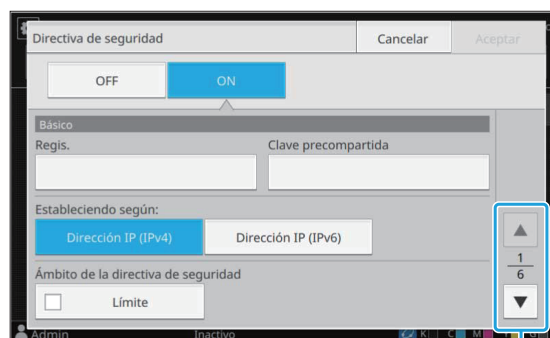 Directiva de seguridad Cancelar Aceptar
OFF ON
Básico
Regis. Clave precompartida
Estableciendo según:
Dirección IP (IPv4) Dirección IP (IPv6)
1
6
Ámbito de la directiva de seguridad
Límite
Admin Inactivo K C M Y G